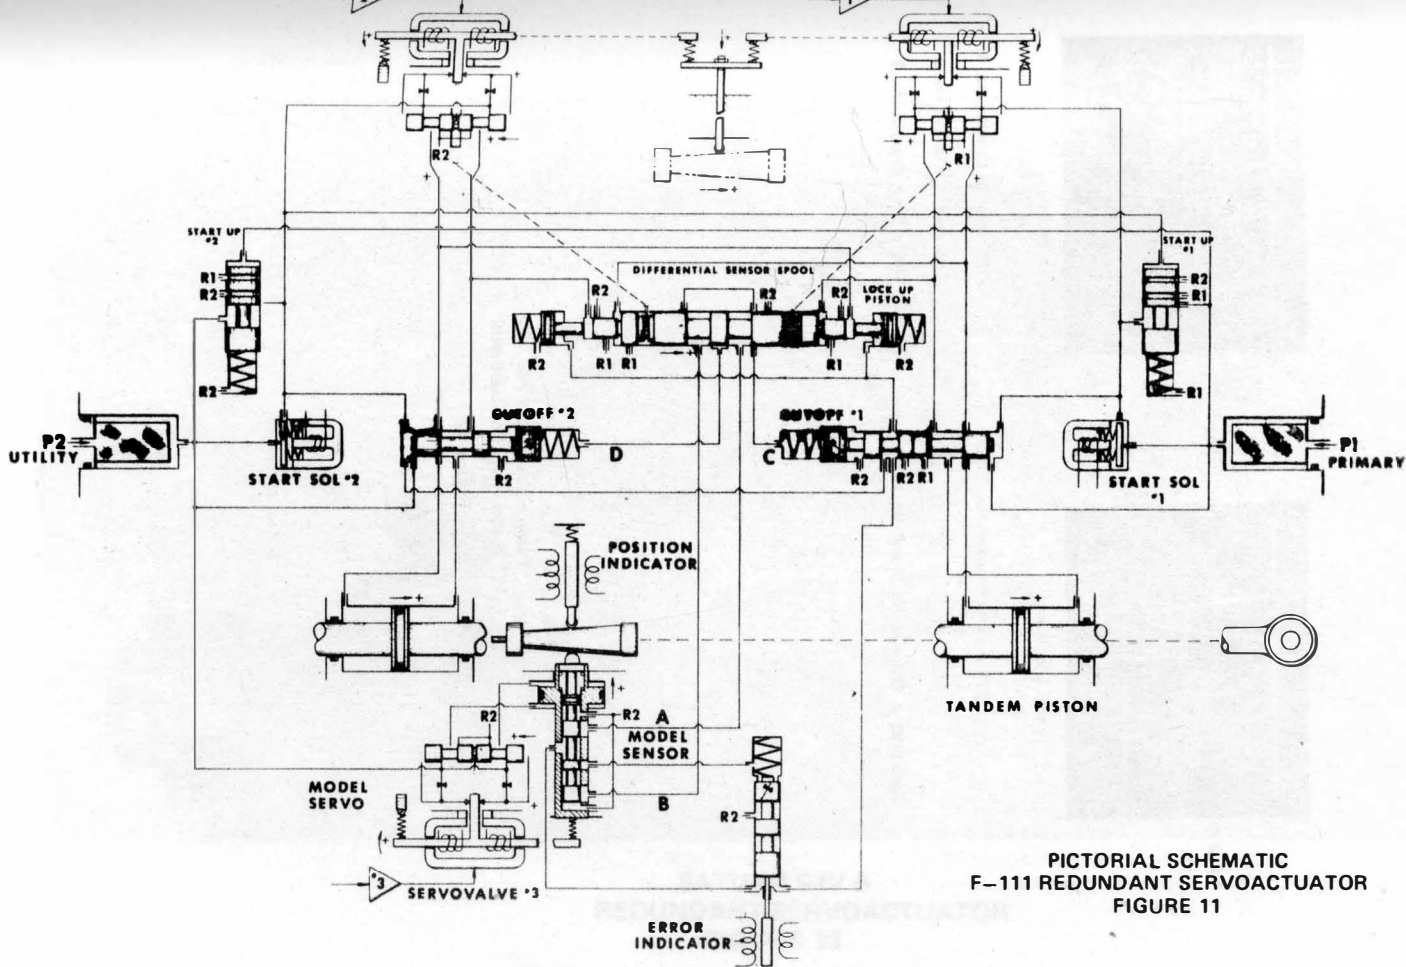 R2
R1
START UP
#2
START UP
#1
R1
R2
R2
R1
DIFFERENTIAL SENSOR SPOOL
LOCK UP
PISTON
R2
R2
R2
R2
R1
R1
R1
R2
R2
R1
P2
UTILITY
START SOL #2
CUTOFF #2
R2
D
C
CUTOFF #1
R2
R2
R1
START SOL
#1
P1
PRIMARY
POSITION
INDICATOR
TANDEM PISTON
R2
R2
A
MODEL
SENSOR
B
MODEL
SERVO
R2
#3
SERVOVALVE #3
ERROR
INDICATOR
PICTORIAL SCHEMATIC
F-111 REDUNDANT SERVOACTUATOR
FIGURE 11